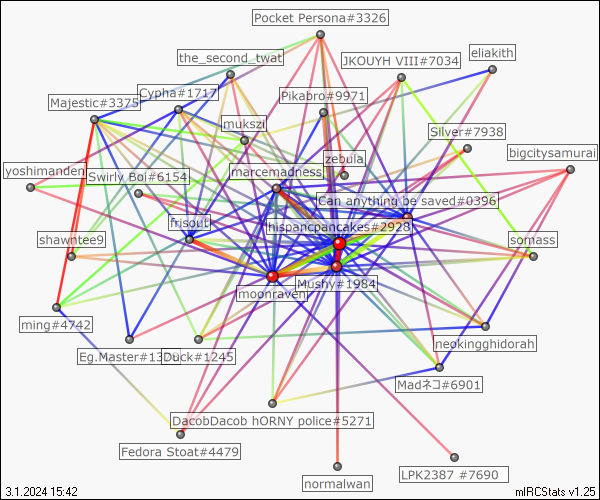 Pocket Persona#3326
the_second_twat
JKOUYH VIII#7034
eliakith
Cypha#1717
Majestic#3375
Pikabro#9971
mukszi
Silver#7938
zebula
bigcitysamurai
yoshimanden
Swirly Boi#6154
marcemadness
Can anything be saved#0396
frisout
hispancpancakes#2928
shawntee9
somass
Mushy#1984
moonraven
ming#4742
neokingghidorah
Eg.Master#13
Duck#1245
Madネコ#6901
DacobDacob hORNY police#5271
Fedora Stoat#4479
normalwan
LPK2387 #7690
3.1.2024 15:42
mIRCStats v1.25